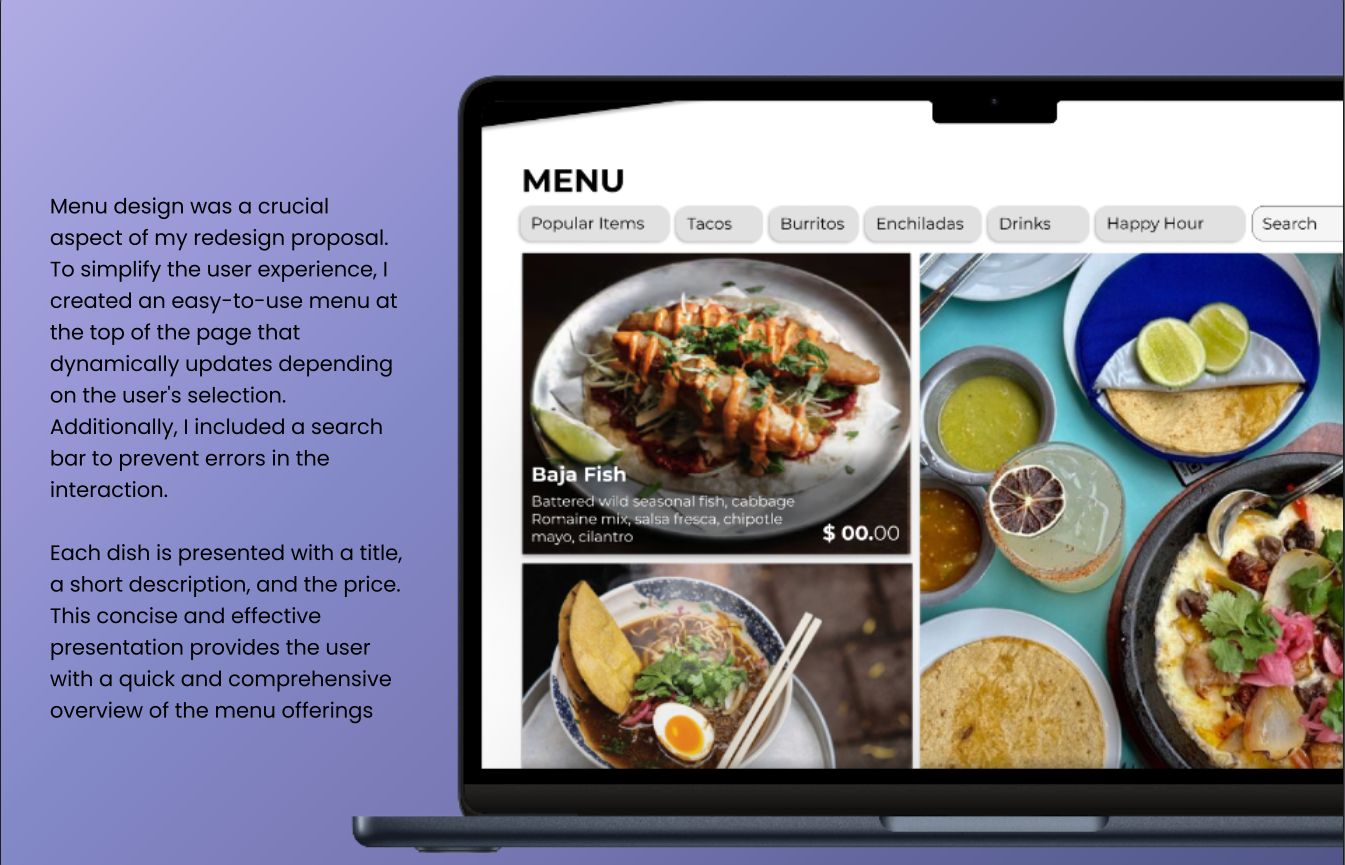 Menu design was a crucial
aspect of my redesign proposal.
To simplify the user experience, I
created an easy-to-use menu at
the top of the page that
dynamically updates depending
on the user's selection.
Additionally, I included a search
bar to prevent errors in the
interaction.
Each dish is presented with a title,
a short description, and the price.
This concise and effective
presentation provides the user
with a quick and comprehensive
overview of the menu offerings
MENU
Popular Items Tacos Burritos Enchiladas Drinks Happy Hour Search
Baja Fish
Battered wild seasonal fish, cabbage
Romaine mix, salsa fresca, chipotle
mayo, cilantro
$ 00.00